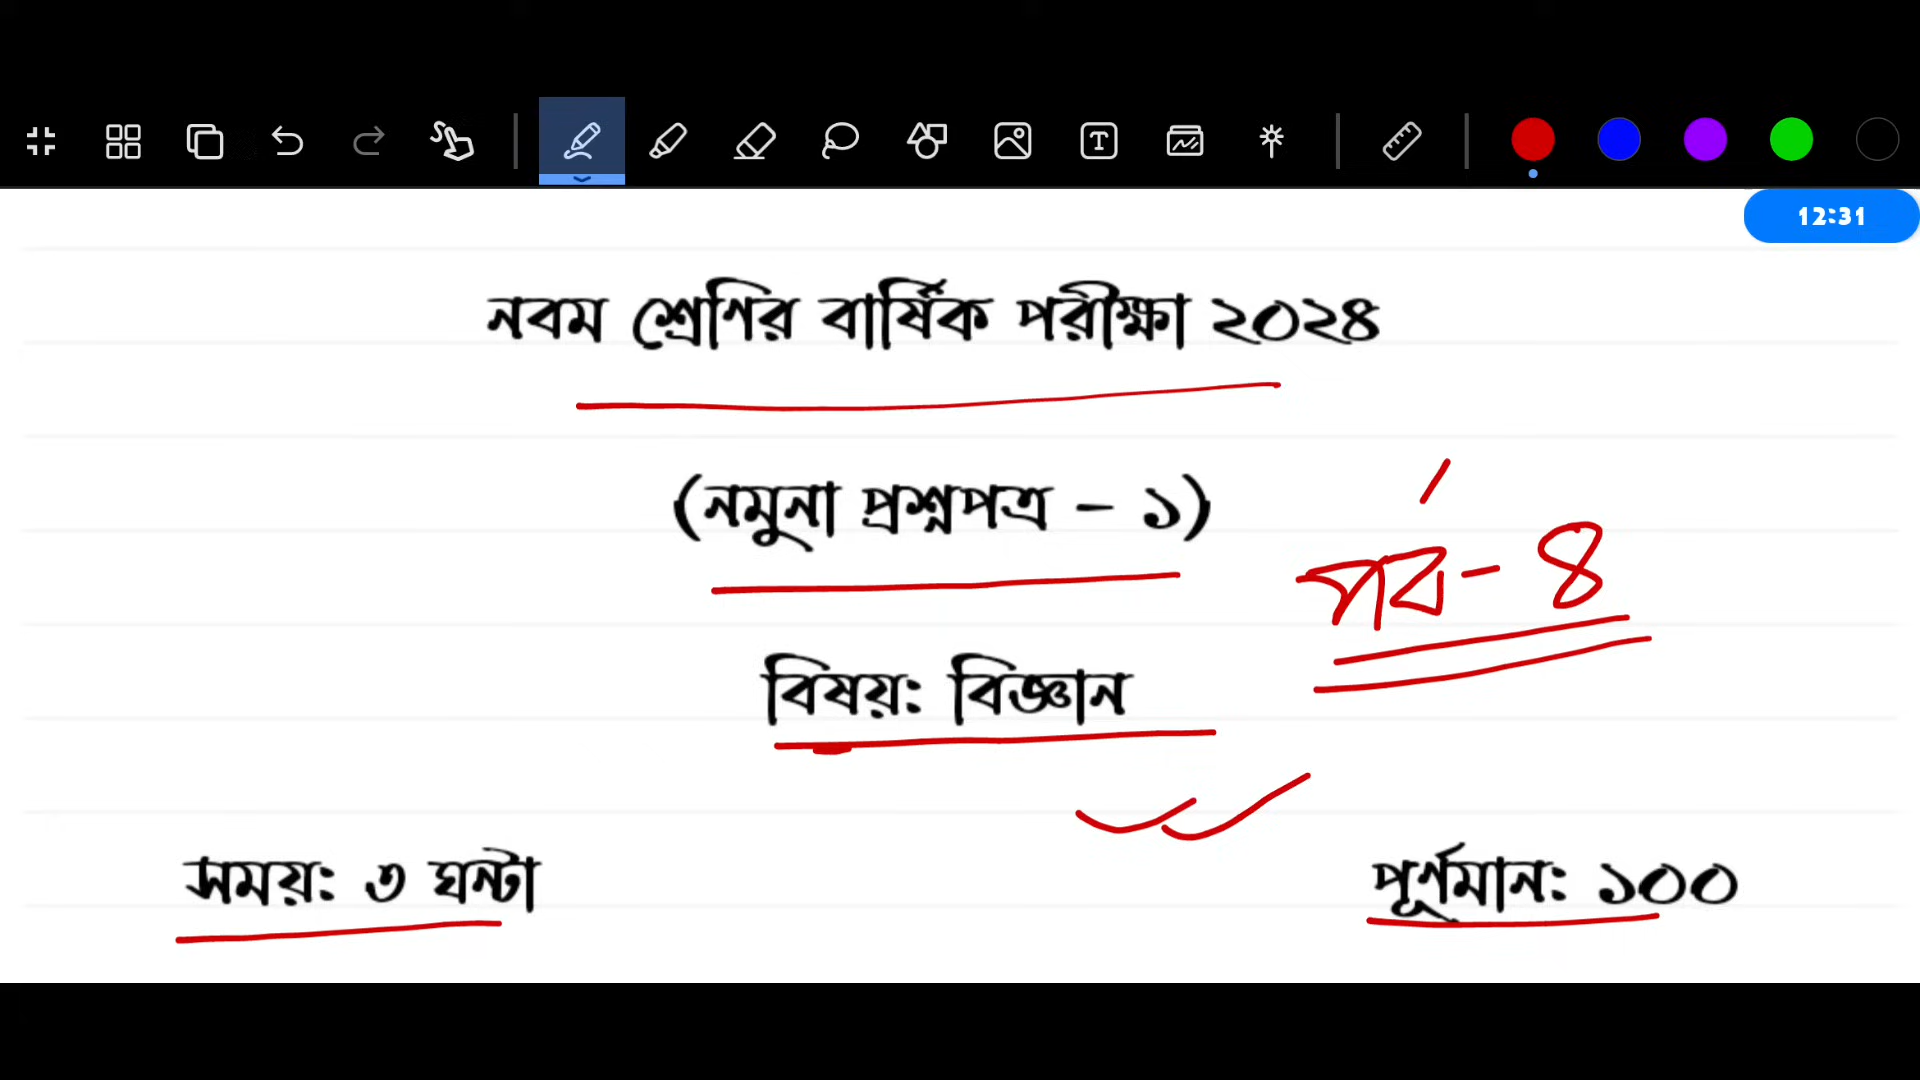 12:31
নবম শ্রেণির বার্ষিক পরীক্ষা ২০২৪
(নমুনা প্রশ্নপত্র – ১)
পর্ব - ৪
বিষয়: বিজ্ঞান
সময়: ৩ ঘন্টা
পূর্ণমান: ১০০